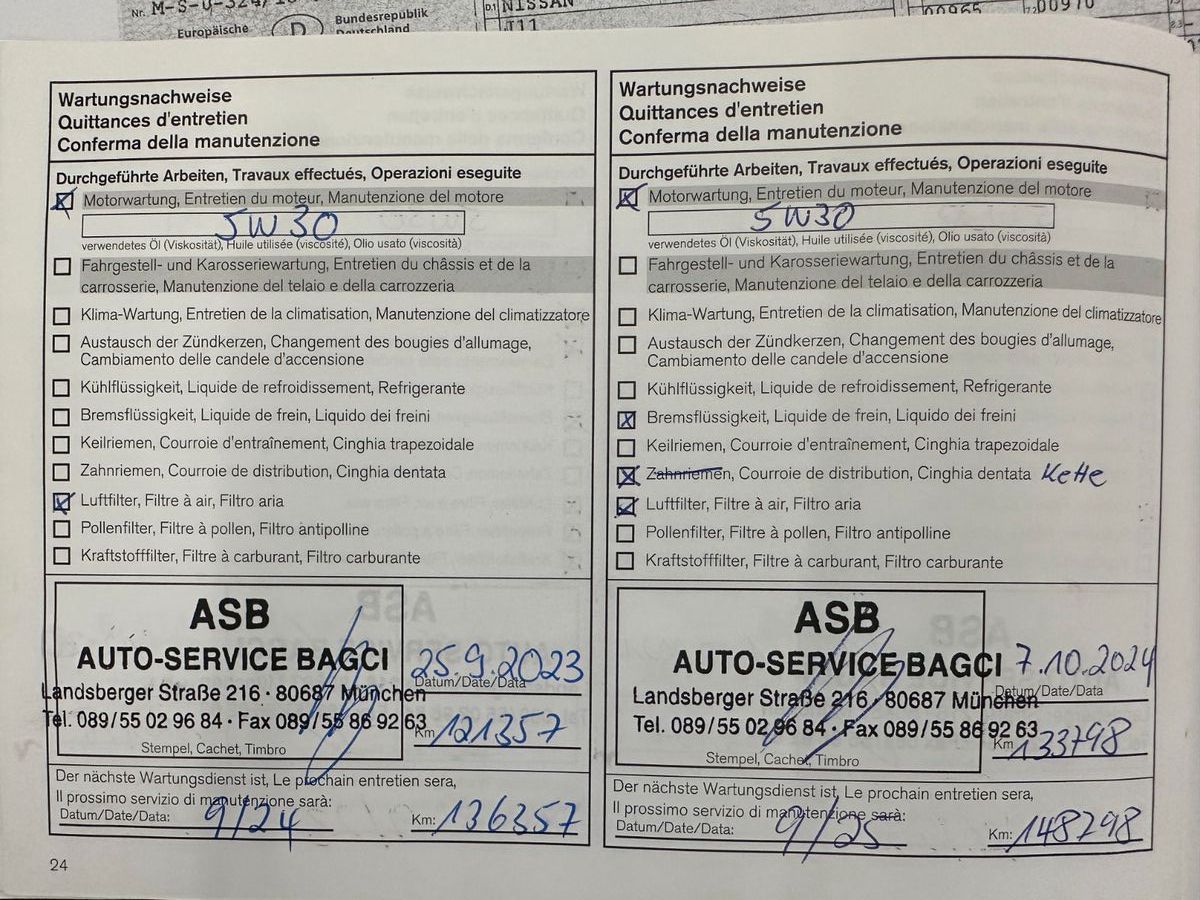 Nr. M-S-U-324/
Europäische
D
Bundesrepublik
Deutschland
D.1 NISSAN
J11
Wartungsnachweise
Quittances d'entretien
Conferma della manutenzione
Durchgeführte Arbeiten, Travaux effectués, Operazioni eseguite
Motorwartung, Entretien du moteur, Manutenzione del motore
5W30
verwendetes Öl (Viskosität), Huile utilisée (viscosité), Olio usato (viscosità)
Fahrgestell- und Karosseriewartung, Entretien du châssis et de la
carrosserie, Manutenzione del telaio e della carrozzeria
Klima-Wartung, Entretien de la climatisation, Manutenzione del climatizzatore
Austausch der Zündkerzen, Changement des bougies d'allumage,
Cambiamento delle candele d'accensione
Kühlflüssigkeit, Liquide de refroidissement, Refrigerante
Bremsflüssigkeit, Liquide de frein, Liquido dei freini
Keilriemen, Courroie d'entraînement, Cinghia trapezoidale
Zahnriemen, Courroie de distribution, Cinghia dentata
Luftfilter, Filtre à air, Filtro aria
Pollenfilter, Filtre à pollen, Filtro antipolline
Kraftstofffilter, Filtre à carburant, Filtro carburante
ASB
AUTO-SERVICE BAGCI
Landsberger Straße 216 · 80687 München
Tel. 089/55 02 96 84 · Fax 089/55 86 92 63
Stempel, Cachet, Timbro
25.9.2023
Datum/Date/Data
Km 121357
Der nächste Wartungsdienst ist, Le prochain entretien sera,
Il prossimo servizio di manutenzione sarà:
Datum/Date/Data: 9/24
Km: 136357
24
Wartungsnachweise
Quittances d'entretien
Conferma della manutenzione
Durchgeführte Arbeiten, Travaux effectués, Operazioni eseguite
Motorwartung, Entretien du moteur, Manutenzione del motore
5W30
verwendetes Öl (Viskosität), Huile utilisée (viscosité), Olio usato (viscosità)
Fahrgestell- und Karosseriewartung, Entretien du châssis et de la
carrosserie, Manutenzione del telaio e della carrozzeria
Klima-Wartung, Entretien de la climatisation, Manutenzione del climatizzatore
Austausch der Zündkerzen, Changement des bougies d'allumage,
Cambiamento delle candele d'accensione
Kühlflüssigkeit, Liquide de refroidissement, Refrigerante
Bremsflüssigkeit, Liquide de frein, Liquido dei freini
Keilriemen, Courroie d'entraînement, Cinghia trapezoidale
Zahnriemen, Courroie de distribution, Cinghia dentata Kette
Luftfilter, Filtre à air, Filtro aria
Pollenfilter, Filtre à pollen, Filtro antipolline
Kraftstofffilter, Filtre à carburant, Filtro carburante
ASB
AUTO-SERVICE BAGCI
Landsberger Straße 216 · 80687 München
Tel. 089/55 02 96 84 · Fax 089/55 86 92 63
Stempel, Cachet, Timbro
7.10.2024
Datum/Date/Data
Km 133798
Der nächste Wartungsdienst ist, Le prochain entretien sera,
Il prossimo servizio di manutenzione sarà:
Datum/Date/Data: 9/25
Km: 148798